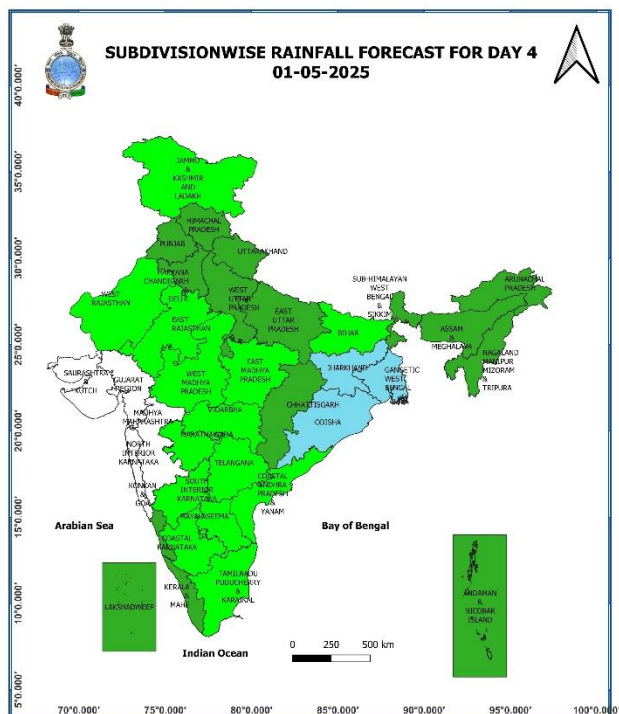 SUBDIVISIONWISE RAINFALL FORECAST FOR DAY 4
01-05-2025
40°0.000'
35°0.000'
30°0.000'
25°0.000'
20°0.000'
15°0.000'
10°0.000'
5°0.000'
JAMMU
&
KASHMIR
AND
LADAKH
HIMACHAL
PRADESH
PUNJAB
UTTARAKHAND
HARYANA
CHANDIGARH
&
DELHI
WEST
RAJASTHAN
WEST
UTTAR
PRADESH
EAST
UTTAR
PRADESH
EAST
RAJASTHAN
SUB-HIMALAYAN
WEST
BENGAL
&
SIKKIM
ARUNACHAL
PRADESH
ASSAM
&
MEGHALAYA
NAGALAND
MANIPUR
MIZORAM
&
TRIPURA
BIHAR
JHARKHAND
GANGETIC
WEST
BENGAL
SAURASHTRA
&
KUTCH
GUJARAT
REGION
WEST
MADHYA
PRADESH
EAST
MADHYA
PRADESH
CHHATTISGARH
ODISHA
MADHYA
MAHARASHTRA
VIDARBHA
MARATHAWADA
NORTH
INTERIOR
KARNATAKA
TELANGANA
KONKAN
&
GOA
SOUTH
INTERIOR
KARNATAKA
COASTAL
ANDHRA
PRADESH
&
YANAM
RAYALASEEMA
COASTAL
KARNATAKA
Arabian Sea
Bay of Bengal
TAMILNADU
PUDUCHERRY
&
KARAIKAL
KERALA
&
MAHE
LAKSHADWEEP
ANDAMAN
&
NICOBAR
ISLAND
Indian Ocean
0 250 500 km
70°0.000' 75°0.000' 80°0.000' 85°0.000' 90°0.000' 95°0.000' 100°0.000'